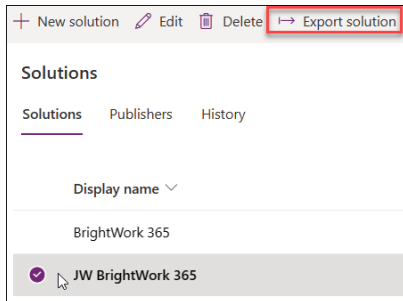 New solution Edit Delete Export solution
Solutions
Solutions Publishers History
Display name
BrightWork 365
JW BrightWork 365